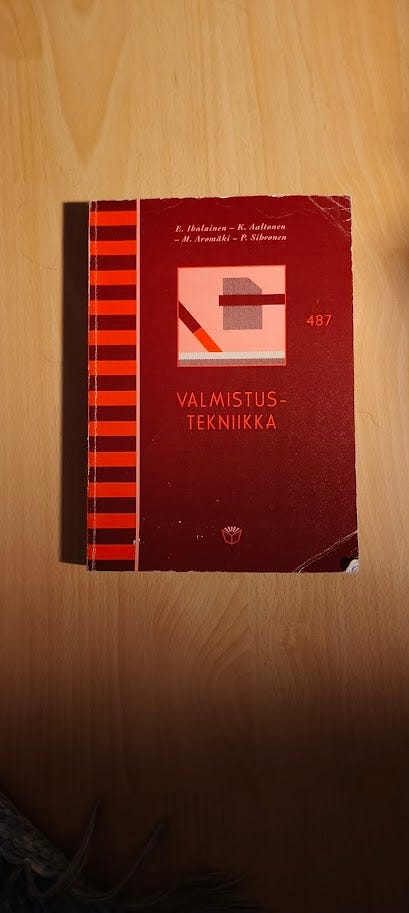 E. Ihalainen – K. Aaltonen
– M. Aromäki – P. Sihvonen
487
VALMISTUS-
TEKNIIKKA